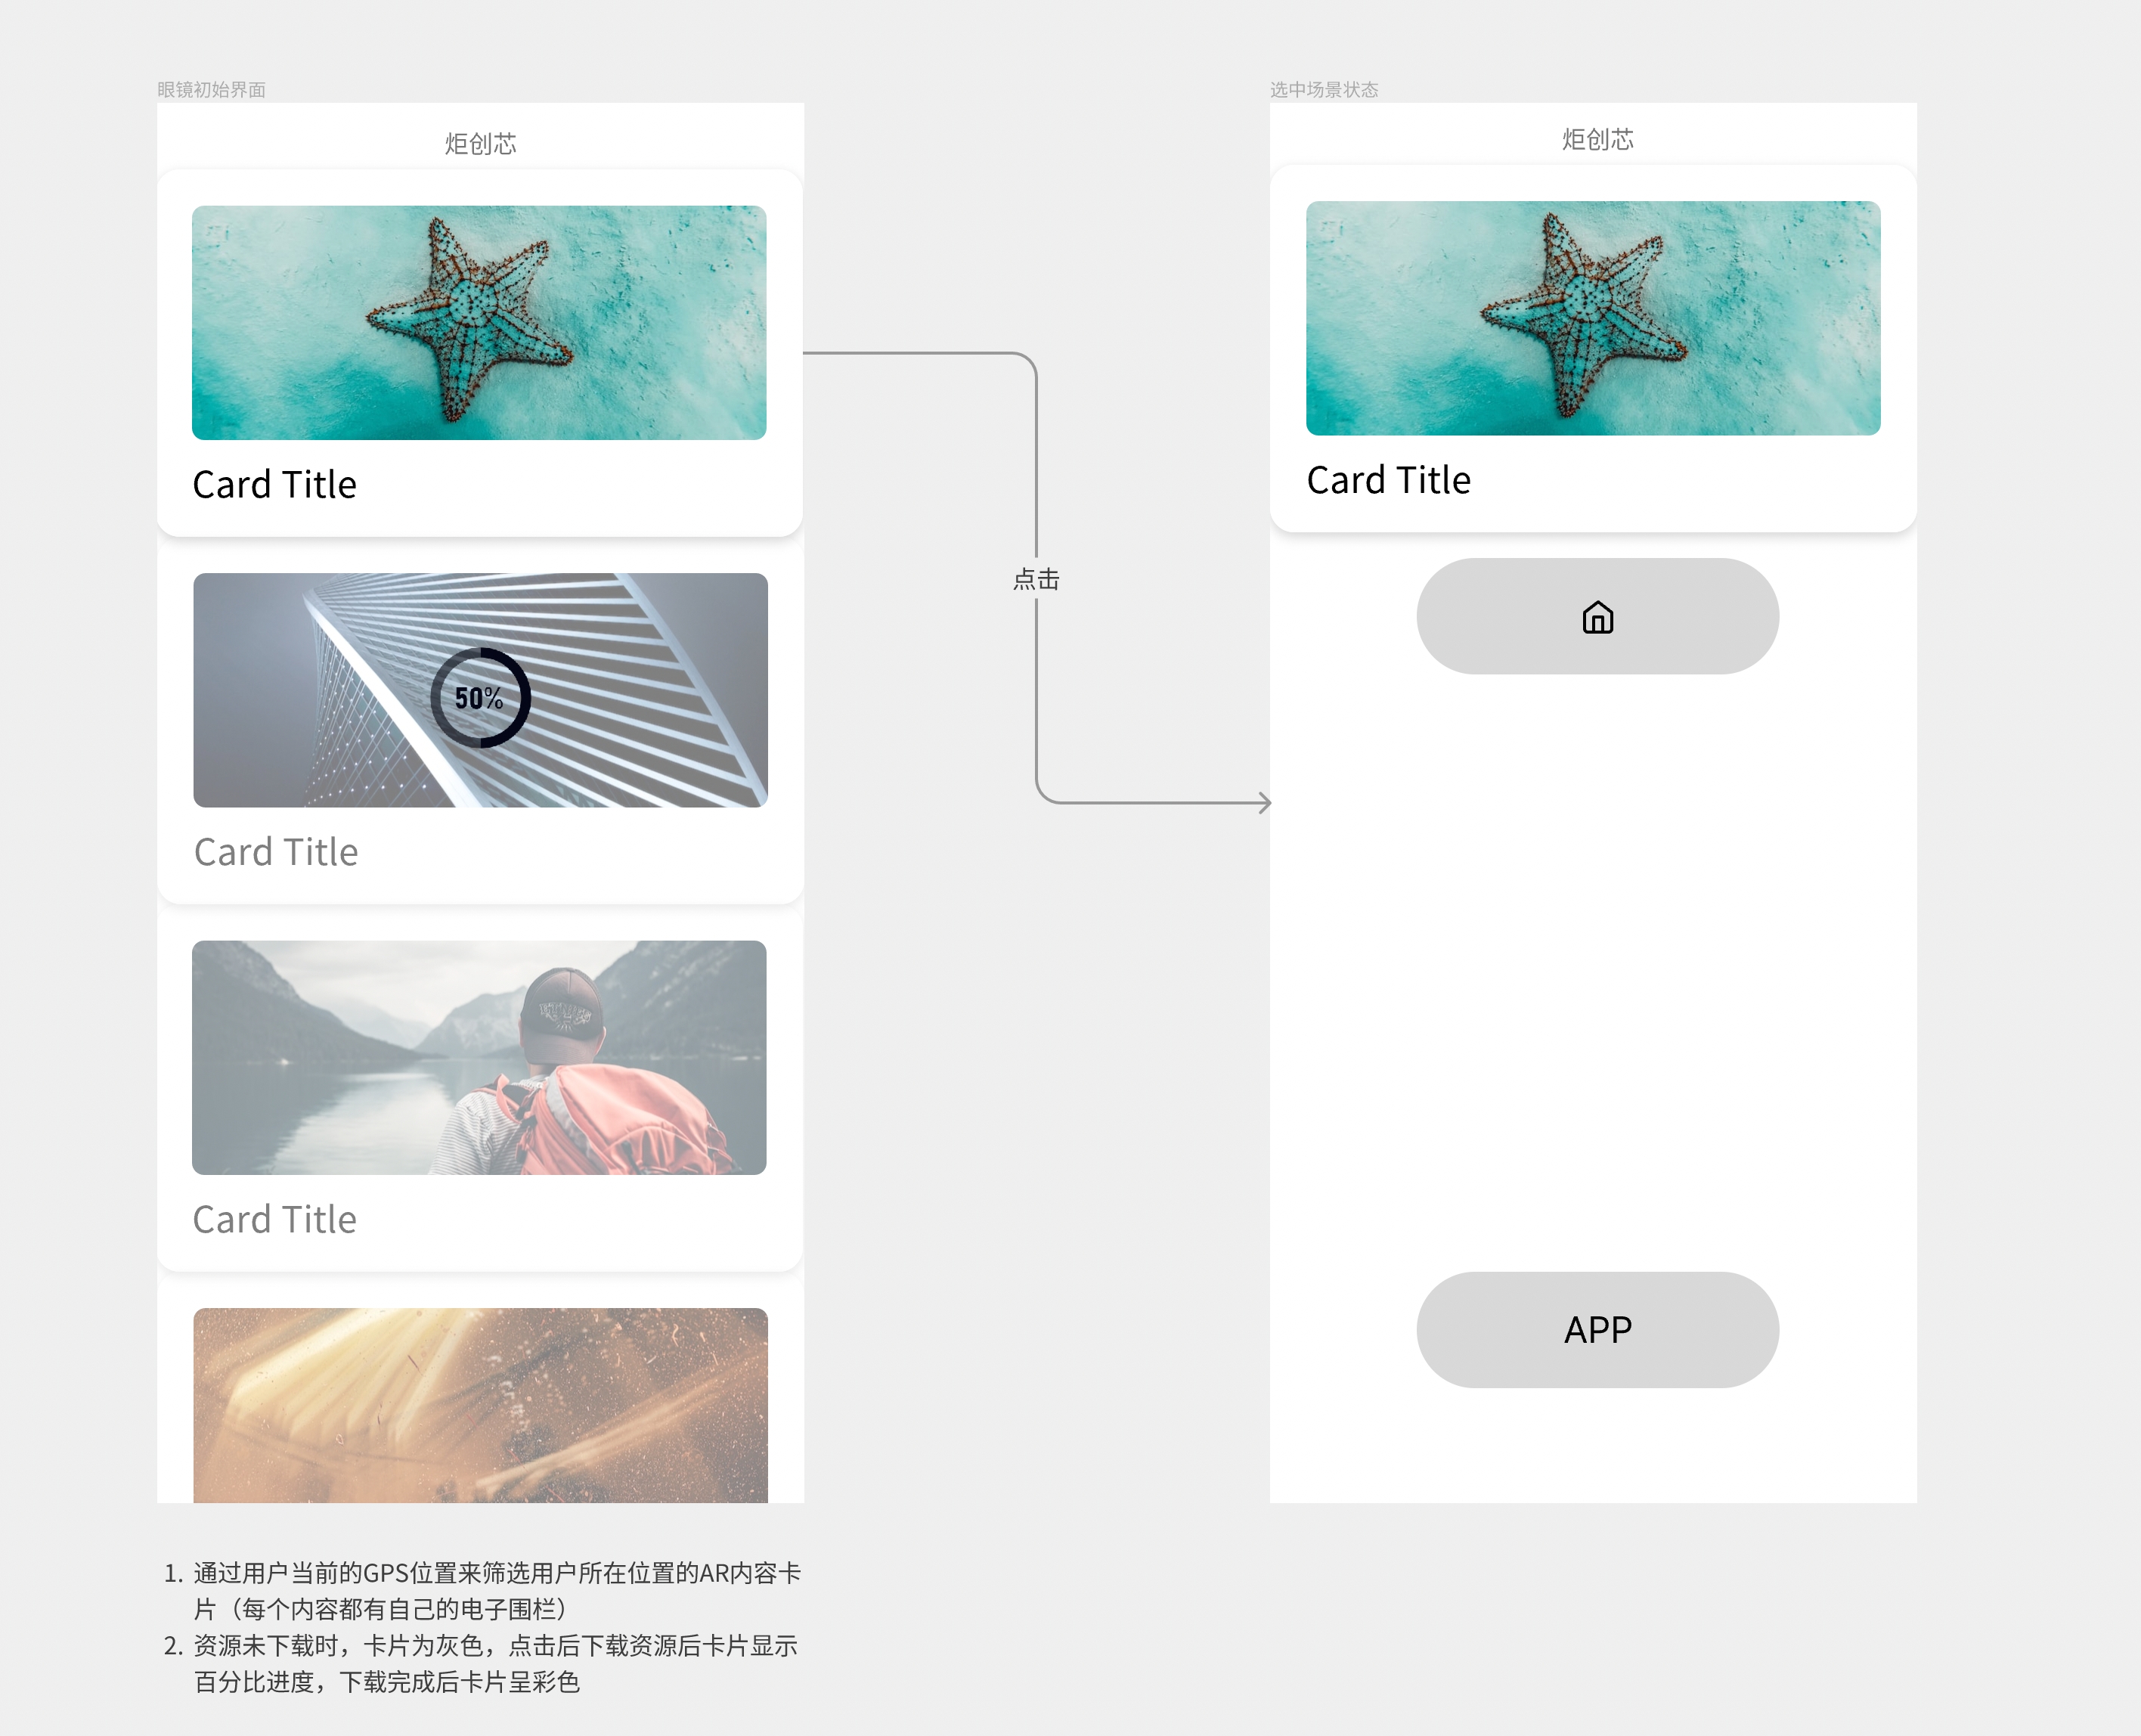 眼镜初始界面
炬创芯
Card Title
50%
Card Title
Card Title
点击
选中场景状态
炬创芯
Card Title
APP
1. 通过用户当前的GPS位置来筛选用户所在位置的AR内容卡
片（每个内容都有自己的电子围栏）
2. 资源未下载时，卡片为灰色，点击后下载资源后卡片显示
百分比进度，下载完成后卡片呈彩色